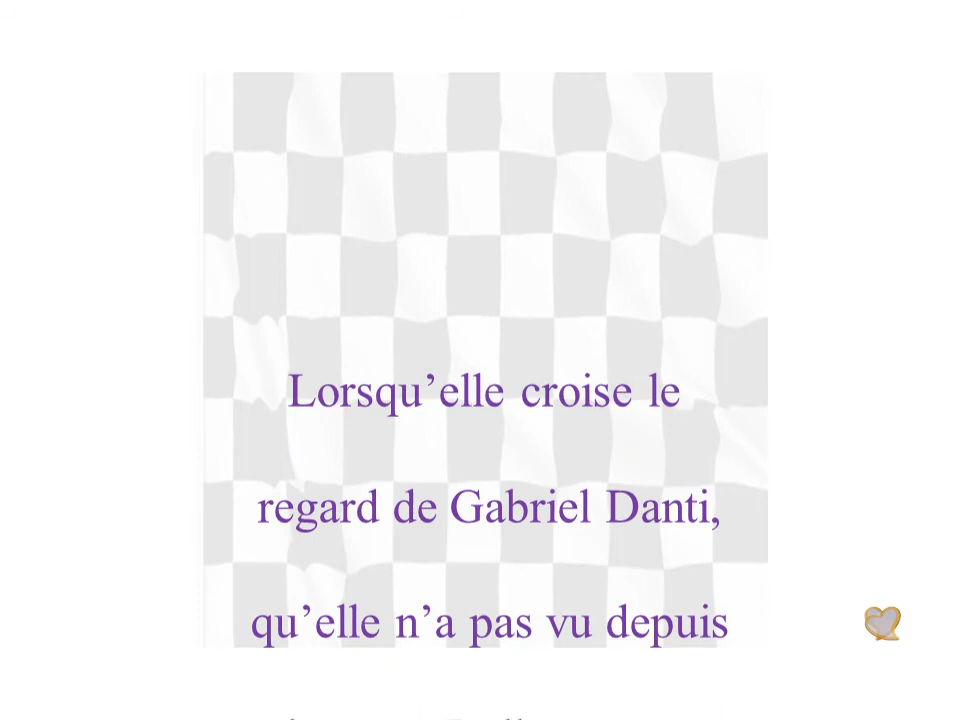 Lorsqu’elle croise le
regard de Gabriel Danti,
qu’elle n’a pas vu depuis